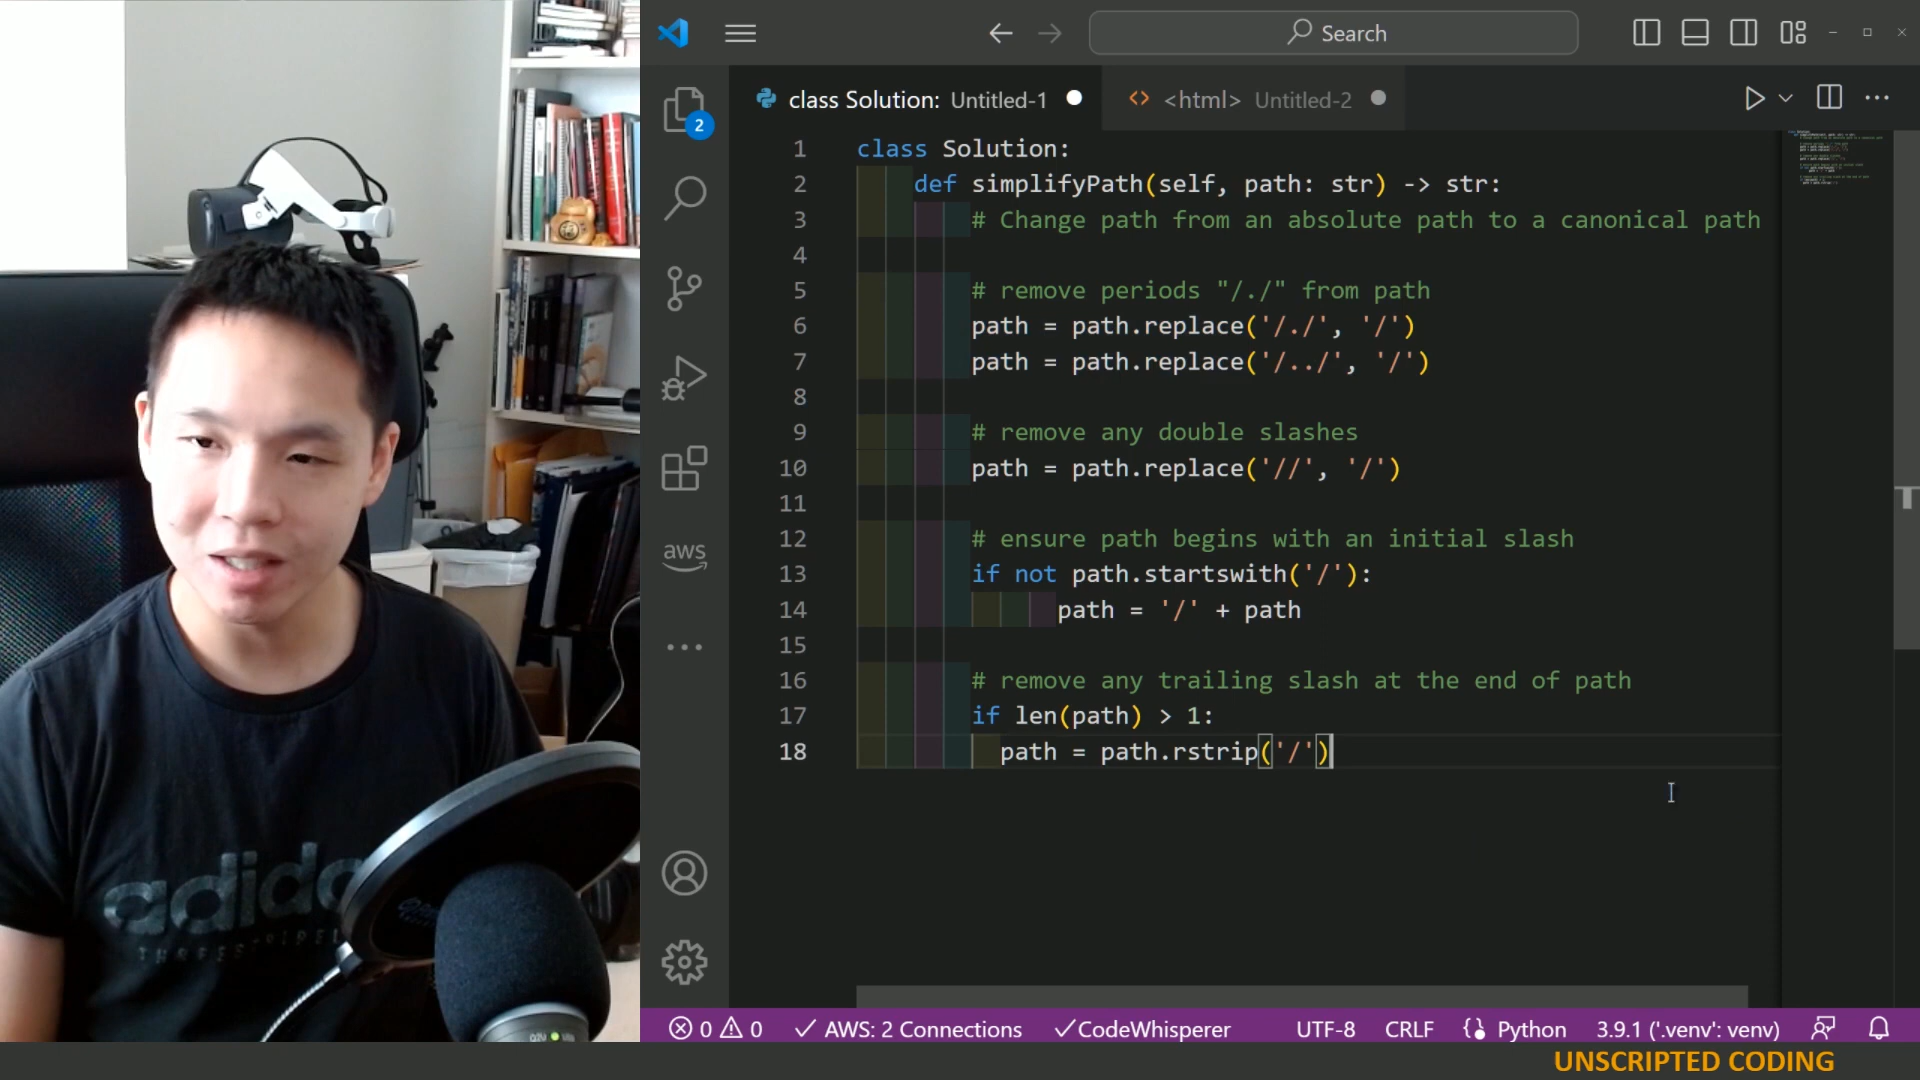 Search
class Solution: Untitled-1
<html> Untitled-2
2
1 class Solution:
2 def simplifyPath(self, path: str) -> str:
3 # Change path from an absolute path to a canonical path
4
5 # remove periods "/./" from path
6 path = path.replace('/./', '/')
7 path = path.replace('/../', '/')
8
9 # remove any double slashes
10 path = path.replace('//', '/')
11
12 # ensure path begins with an initial slash
13 if not path.startswith('/'):
14 path = '/' + path
15
16 # remove any trailing slash at the end of path
17 if len(path) > 1:
18 path = path.rstrip('/')
aws
adidas
0 0 AWS: 2 Connections CodeWhisperer UTF-8 CRLF Python 3.9.1 ('.venv': venv)
UNSCRIPTED CODING